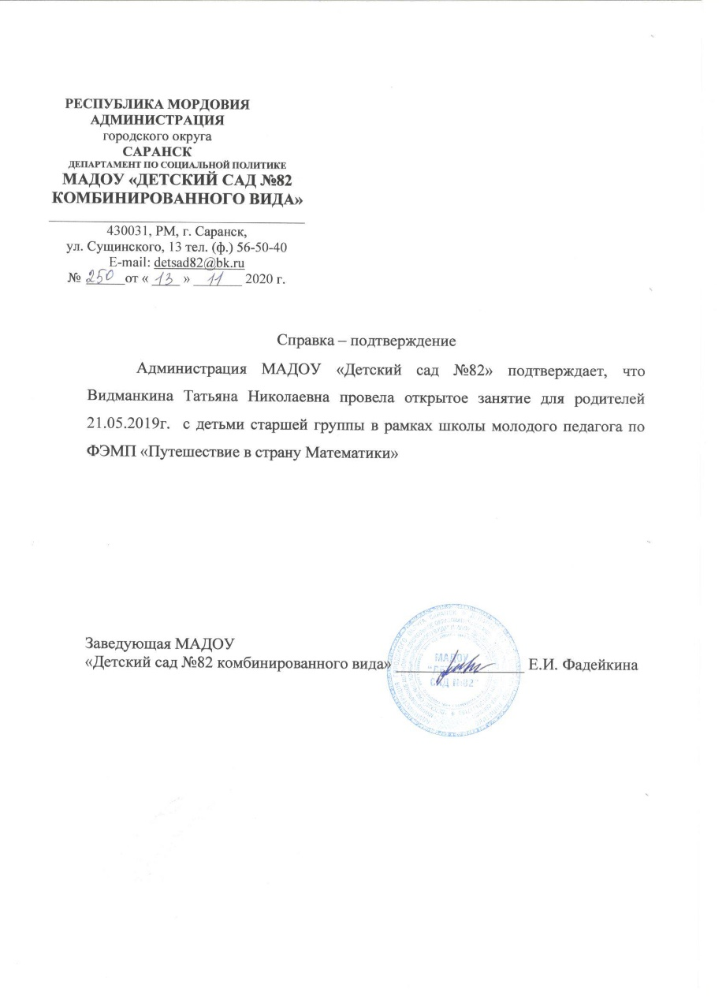 РЕСПУБЛИКА МОРДОВИЯ
АДМИНИСТРАЦИЯ
городского округа
САРАНСК
ДЕПАРТАМЕНТ ПО СОЦИАЛЬНОЙ ПОЛИТИКЕ
МАДОУ «ДЕТСКИЙ САД №82
КОМБИНИРОВАННОГО ВИДА»
430031, РМ, г. Саранск,
ул. Сущинского, 13 тел. (ф.) 56-50-40
E-mail: detsad82@bk.ru
№ 250 от « 13 » 11 2020 г.
Справка – подтверждение
Администрация МАДОУ «Детский сад №82» подтверждает, что
Видманкина Татьяна Николаевна провела открытое занятие для родителей
21.05.2019г. с детьми старшей группы в рамках школы молодого педагога по
ФЭМП «Путешествие в страну Математики»
Заведующая МАДОУ
«Детский сад №82 комбинированного вида» Е.И. Фадейкина
МАДОУ
САД №82"